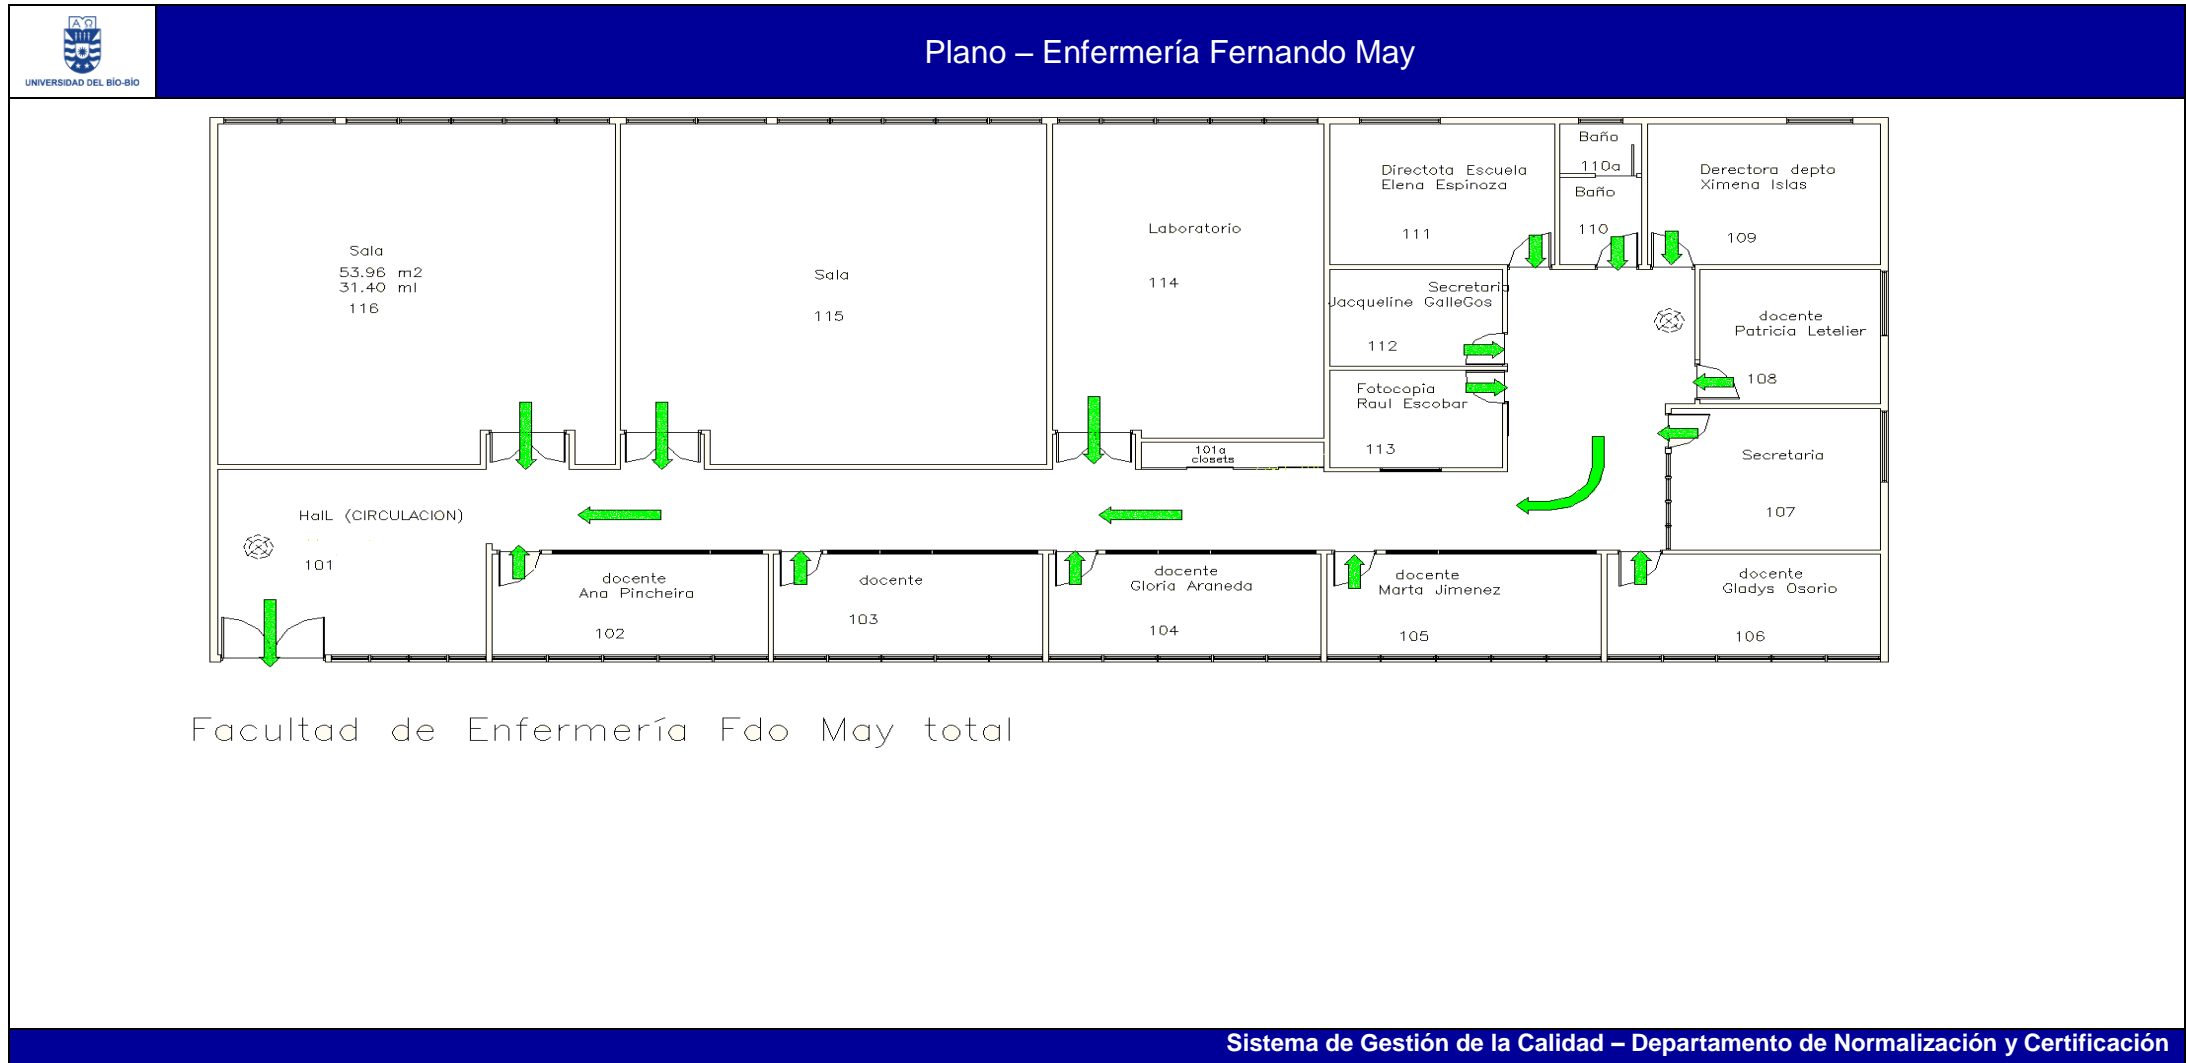 ΑΩ
UNIVERSIDAD DEL BÍO-BÍO
Plano – Enfermería Fernando May
Sala
53.96 m2
31.40 ml
116
Sala
115
Laboratorio
114
Directota Escuela
Elena Espinoza
111
Baño
110a
Baño
110
Derectora depto
Ximena Islas
109
Secretaria
Jacqueline GalleGos
112
docente
Patricia Letelier
108
Fotocopia
Raul Escobar
113
101a
closets
Secretaria
107
HalL (CIRCULACION)
101
docente
Ana Pincheira
102
docente
103
docente
Gloria Araneda
104
docente
Marta Jimenez
105
docente
Gladys Osorio
106
Facultad de Enfermería Fdo May total
Sistema de Gestión de la Calidad – Departamento de Normalización y Certificación